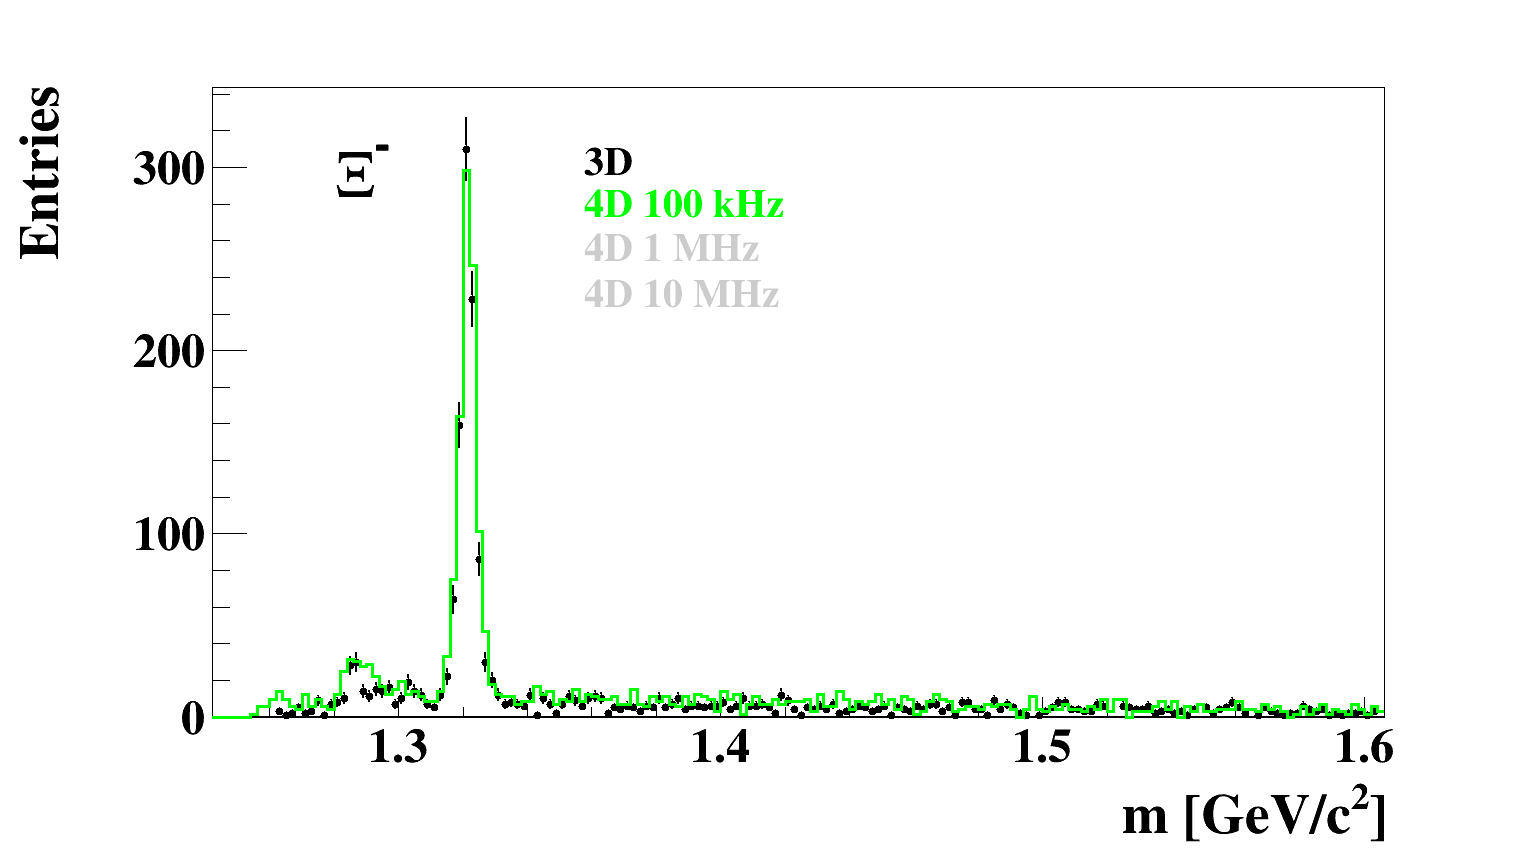 Entries
300
200
100
0
Ξ-
3D
4D 100 kHz
4D 1 MHz
4D 10 MHz
1.3 1.4 1.5 1.6
m [GeV/c²]